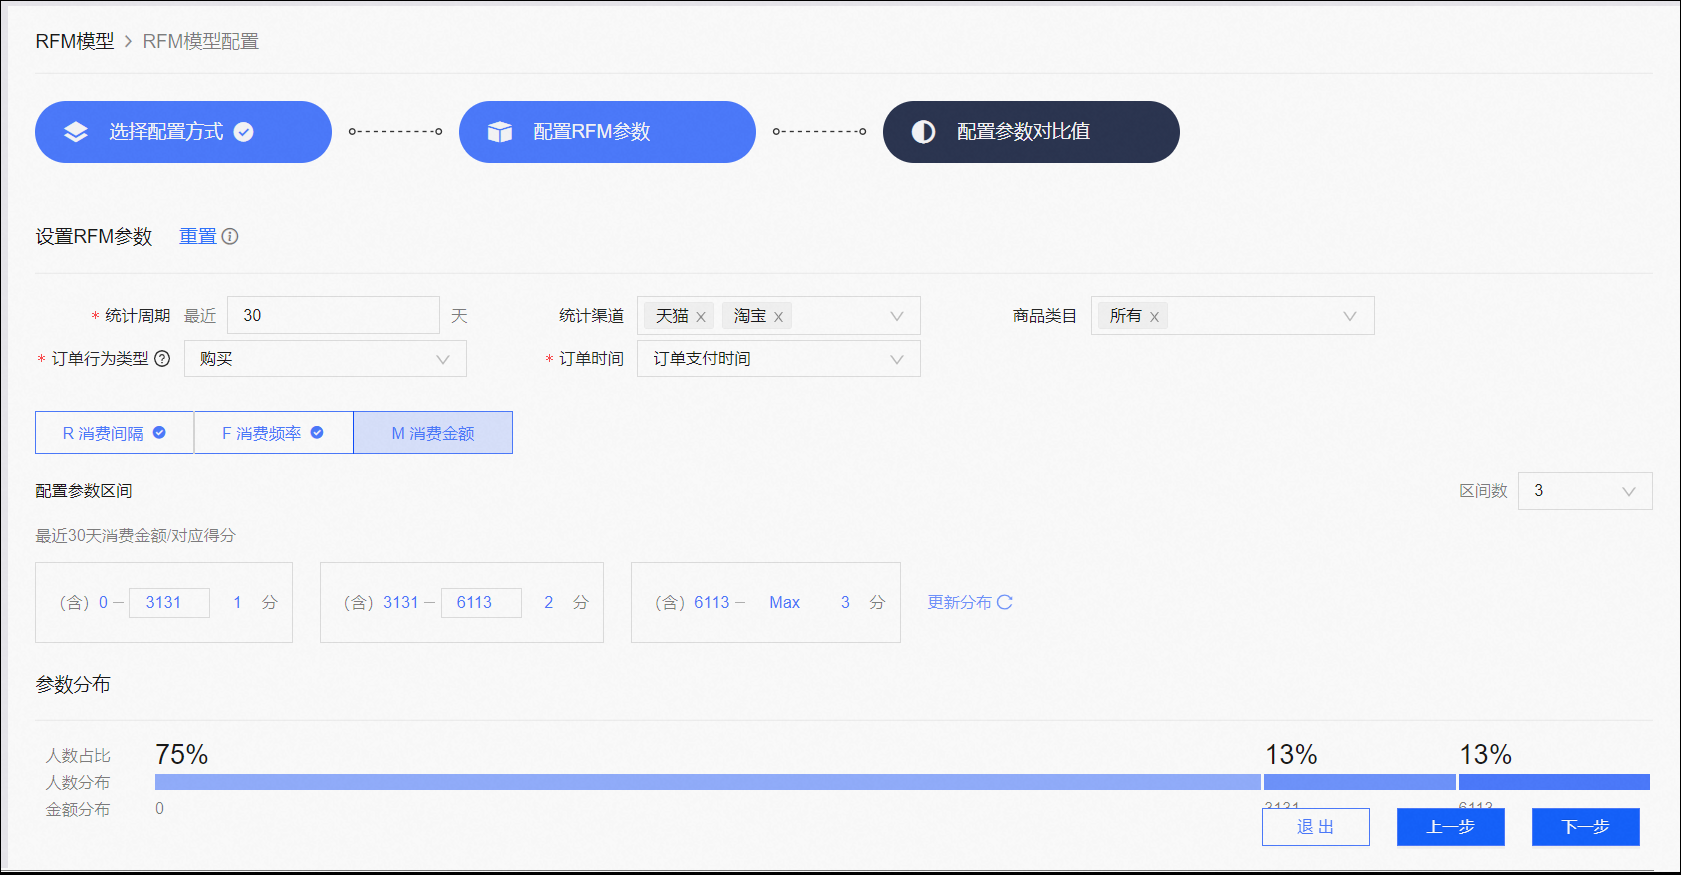 RFM模型 > RFM模型配置
选择配置方式 配置RFM参数 配置参数对比值
设置RFM参数 重置
* 统计周期 最近 30 天 统计渠道 天猫 x 淘宝 x 商品类目 所有 x
* 订单行为类型 购买 * 订单时间 订单支付时间
R 消费间隔 F 消费频率 M 消费金额
配置参数区间 区间数 3
最近30天消费金额/对应得分
(含) 0 – 3131 1 分 (含) 3131 – 6113 2 分 (含) 6113 – Max 3 分 更新分布
参数分布
人数占比 75% 13% 13%
人数分布
金额分布 0 3131 6113
退 出 上一步 下一步